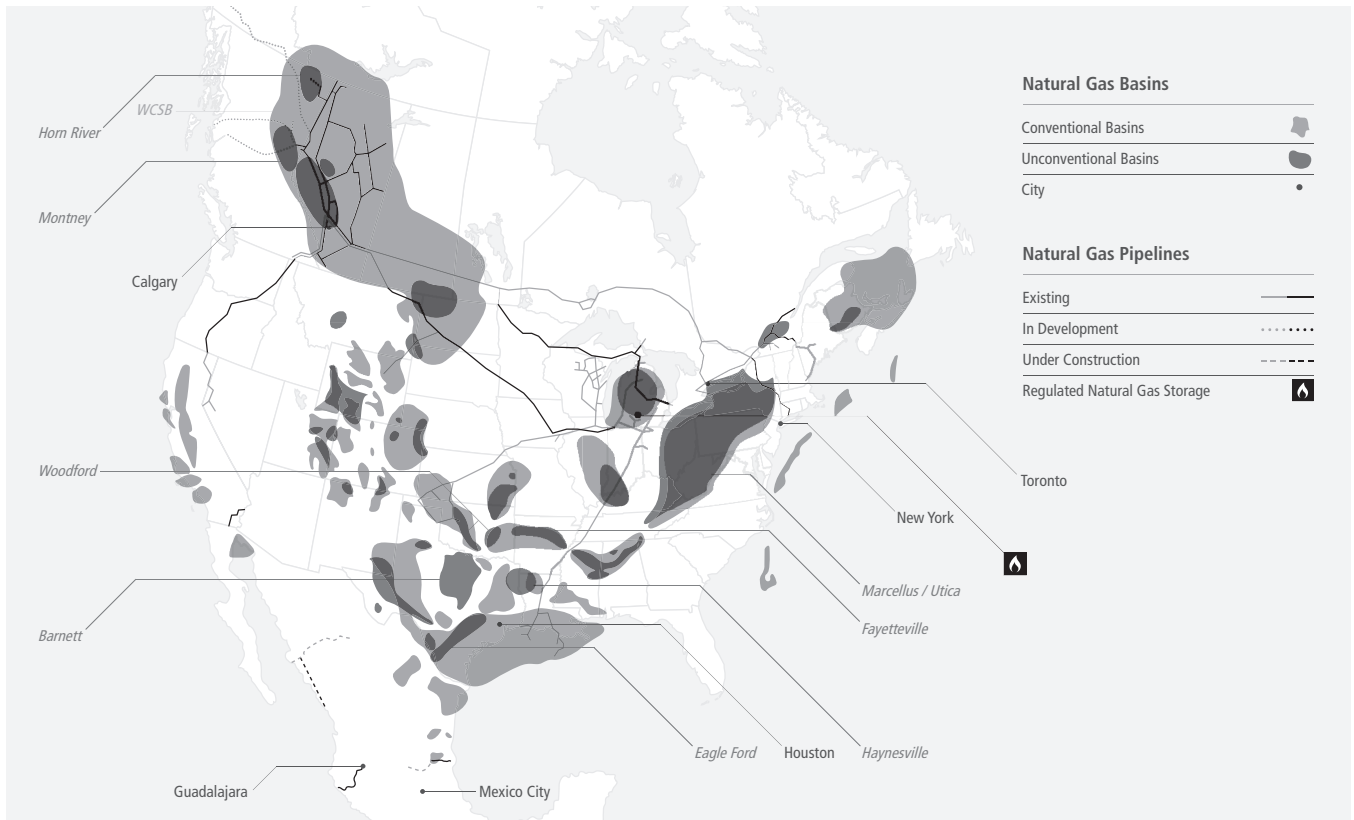 Natural Gas Basins
Conventional Basins
Unconventional Basins
City
Natural Gas Pipelines
Existing
In Development
Under Construction
Regulated Natural Gas Storage
WCSB
Horn River
Montney
Calgary
Woodford
Barnett
Guadalajara
Mexico City
Toronto
New York
Marcellus / Utica
Fayetteville
Eagle Ford
Houston
Haynesville